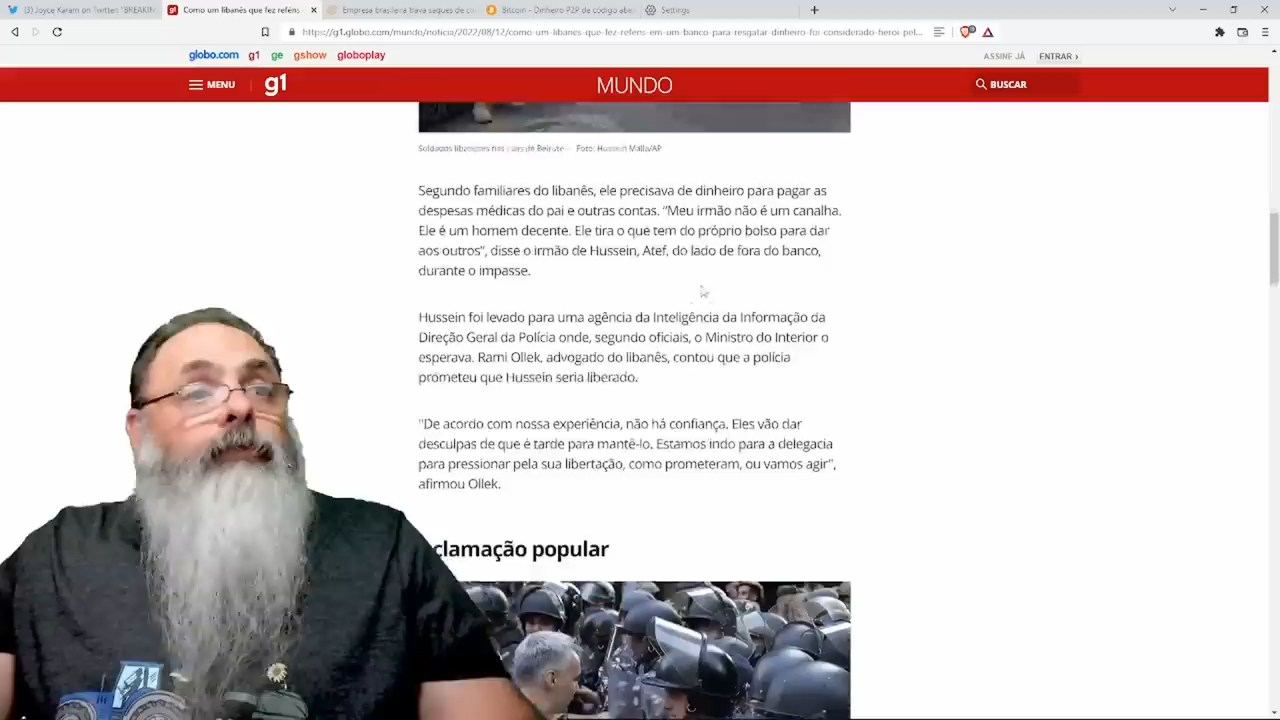 (3) Joyce Karam on Twitter: "BREAKIN
Como um libanês que fez reféns
Empresa brasileira trava saques de cl
Bitcoin - Dinheiro P2P de código abe
Settings
https://g1.globo.com/mundo/noticia/2022/08/12/como-um-libanes-que-fez-refens-em-um-banco-para-resgatar-dinheiro-foi-considerado-heroi-pel...
globo.com g1 ge gshow globoplay ASSINE JÁ ENTRAR ›
MENU g1 MUNDO BUSCAR
Soldados libaneses nas ruas de Beirute — Foto: Hussein Malla/AP
Segundo familiares do libanês, ele precisava de dinheiro para pagar as
despesas médicas do pai e outras contas. "Meu irmão não é um canalha.
Ele é um homem decente. Ele tira o que tem do próprio bolso para dar
aos outros", disse o irmão de Hussein, Atef, do lado de fora do banco,
durante o impasse.
Hussein foi levado para uma agência da Inteligência da Informação da
Direção Geral da Polícia onde, segundo oficiais, o Ministro do Interior o
esperava. Rami Ollek, advogado do libanês, contou que a polícia
prometeu que Hussein seria liberado.
"De acordo com nossa experiência, não há confiança. Eles vão dar
desculpas de que é tarde para mantê-lo. Estamos indo para a delegacia
para pressionar pela sua libertação, como prometeram, ou vamos agir",
afirmou Ollek.
clamação popular